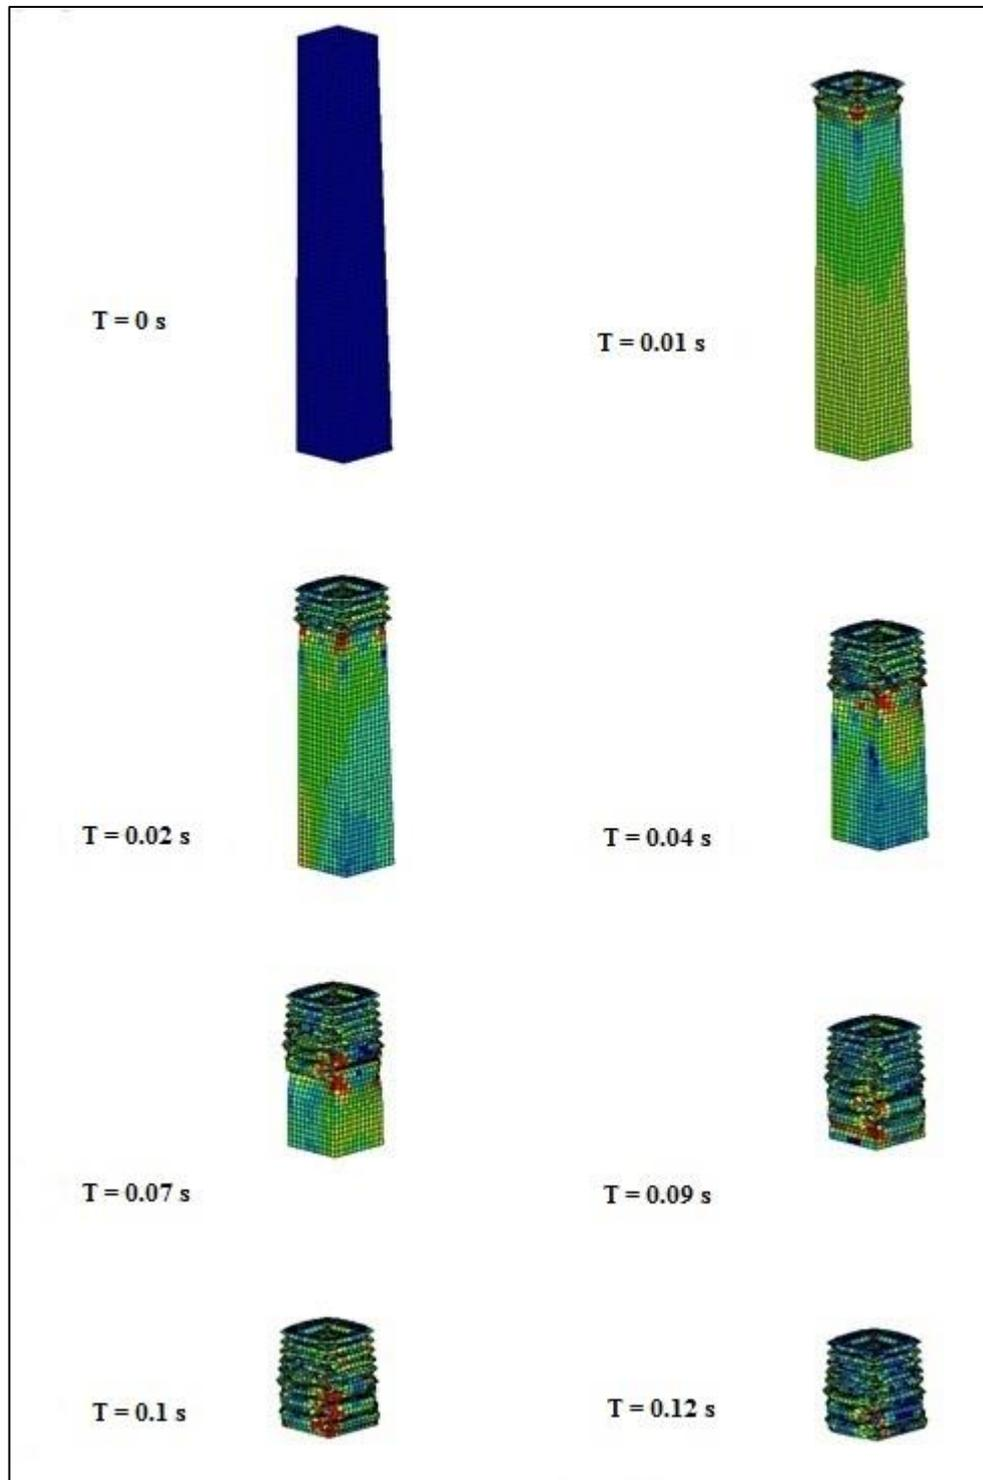 T = 0 s
T = 0.01 s
T = 0.02 s
T = 0.04 s
T = 0.07 s
T = 0.09 s
T = 0.1 s
T = 0.12 s